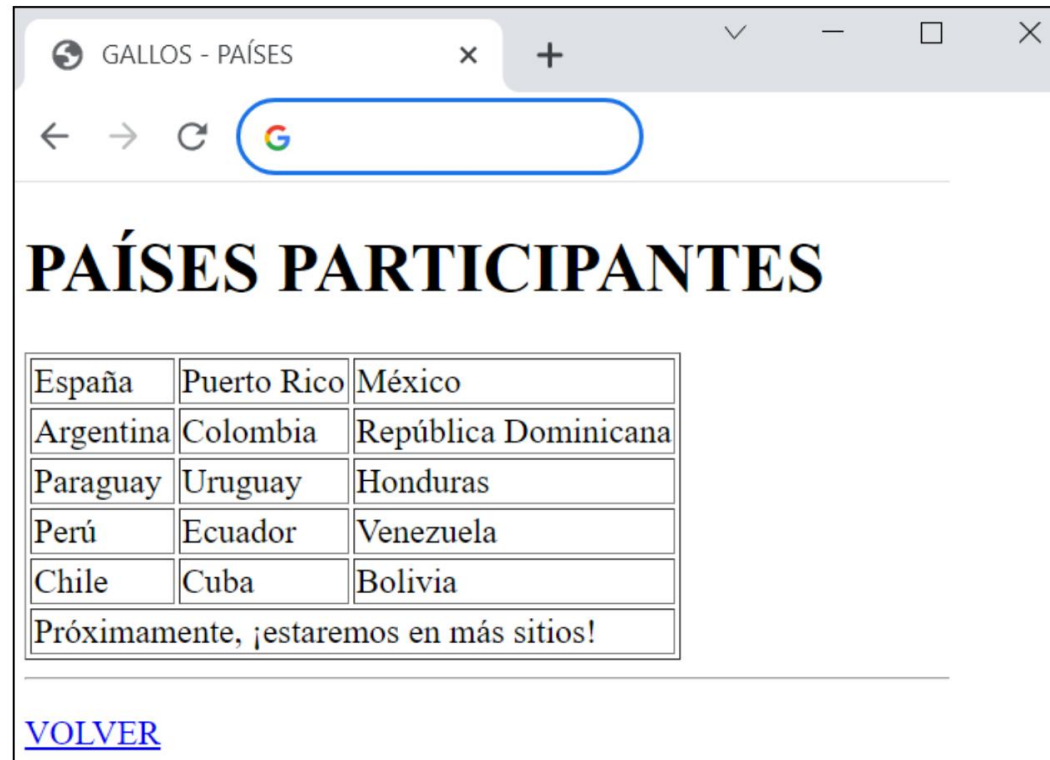 GALLOS - PAÍSES
PAÍSES PARTICIPANTES
España Puerto Rico México
Argentina Colombia República Dominicana
Paraguay Uruguay Honduras
Perú Ecuador Venezuela
Chile Cuba Bolivia
Próximamente, ¡estaremos en más sitios!
VOLVER